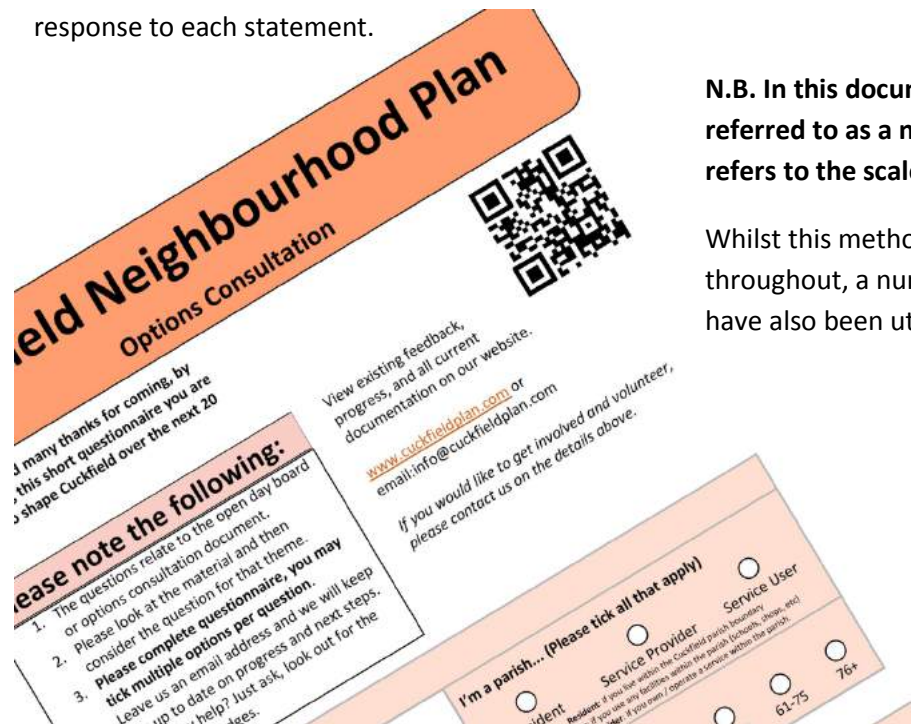 response to each statement.
N.B. In this
referred to as a
refers to the
Whilst this
throughout, a
have also been
Neighbourhood Plan
Options Consultation
many thanks for coming, by
this short questionnaire you are
shape Cuckfield over the next 20
View existing feedback,
progress, and all current
documentation on our website.
www.cuckfieldplan.com or
email:info@cuckfieldplan.com
If you would like to get involved and volunteer,
please contact us on the details above.
note the following:
1. The questions relate to the open day board
or options consultation document.
2. Please look at the material and then
consider the question for that theme.
3. Please complete questionnaire, you may
tick multiple options per question.
Leave us an email address and we will keep
up to date on progress and next steps.
help? Just ask, look out for the
I'm a parish... (Please tick all that apply)
Service Provider
Service User
Resident: if you live within the Cuckfield parish boundary
if you use any facilities within the parish (schools, shops, etc)
if you own / operate a service within the parish.
61-75
76+